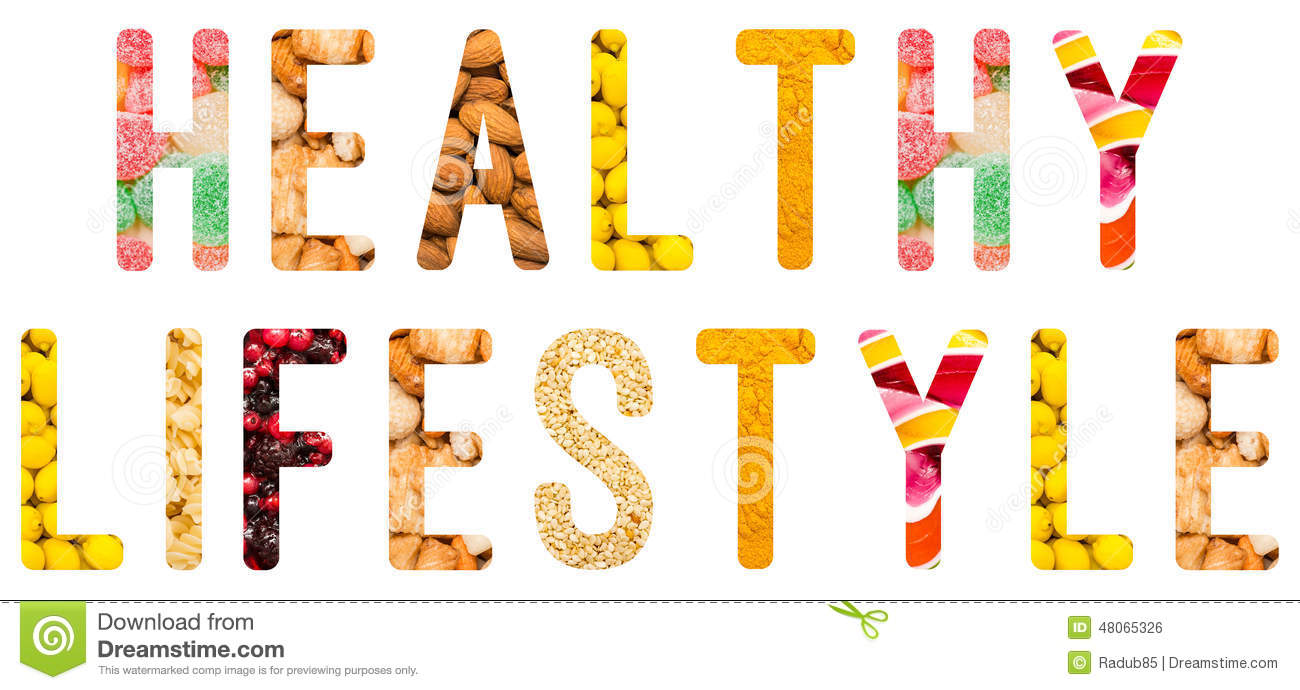 HEALTHY
LIFESTYLE
Download from
Dreamstime.com
This watermarked comp image is for previewing purposes only.
ID 48065326
© Radub85 | Dreamstime.com